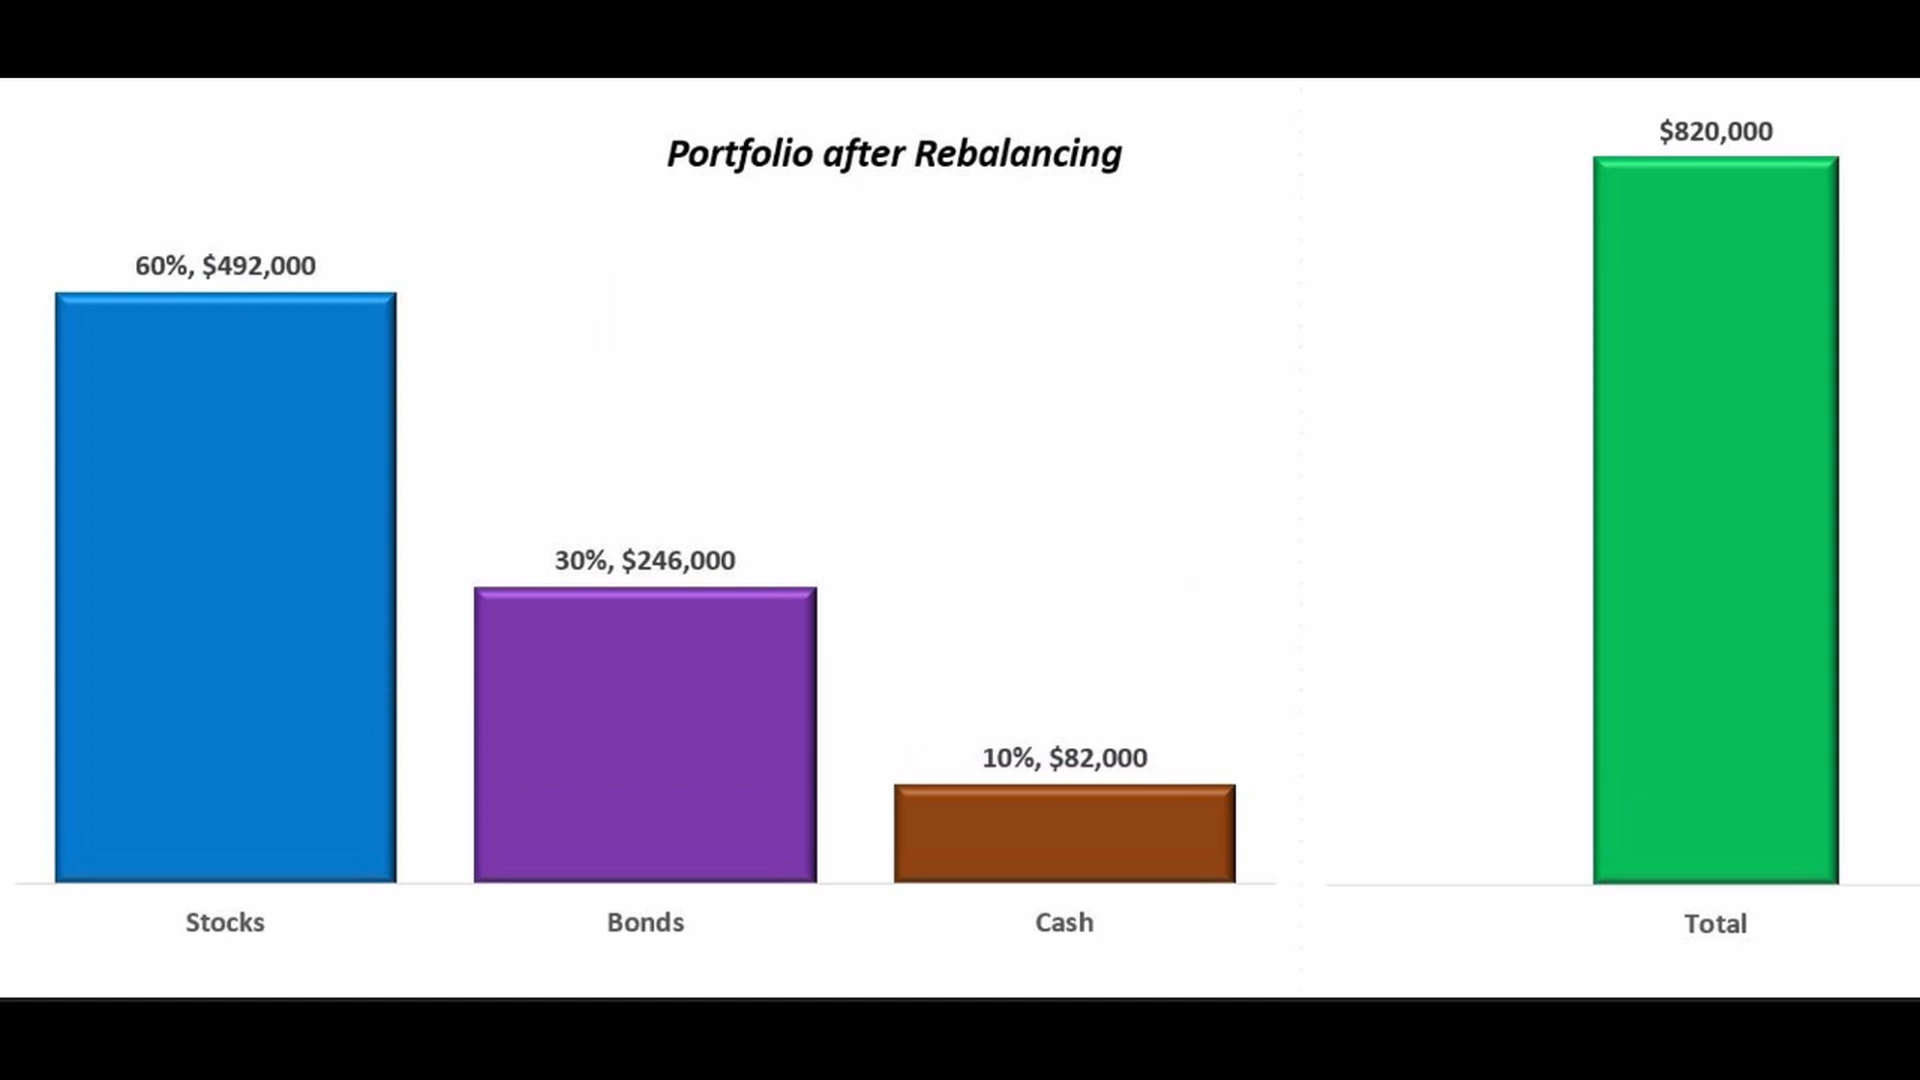 Portfolio after Rebalancing
$820,000
60%, $492,000
30%, $246,000
10%, $82,000
Stocks
Bonds
Cash
Total